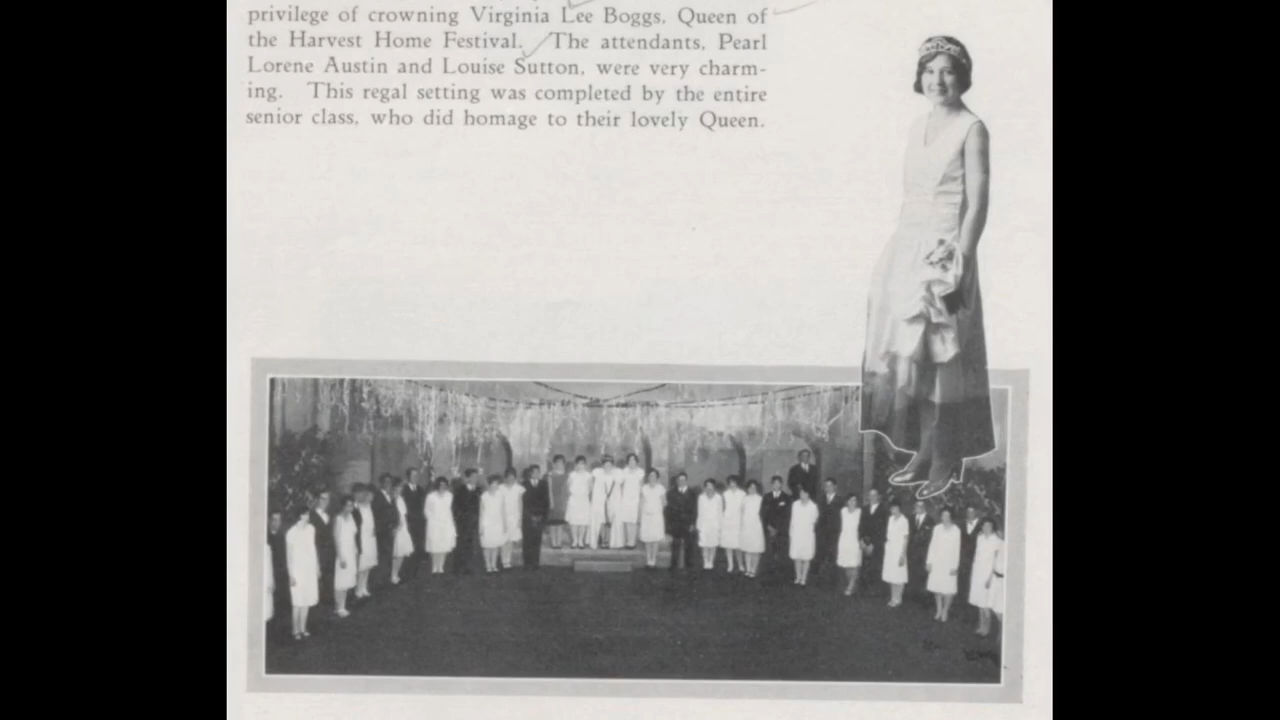 privilege of crowning Virginia Lee Boggs, Queen of
the Harvest Home Festival. The attendants, Pearl
Lorene Austin and Louise Sutton, were very charm-
ing. This regal setting was completed by the entire
senior class, who did homage to their lovely Queen.